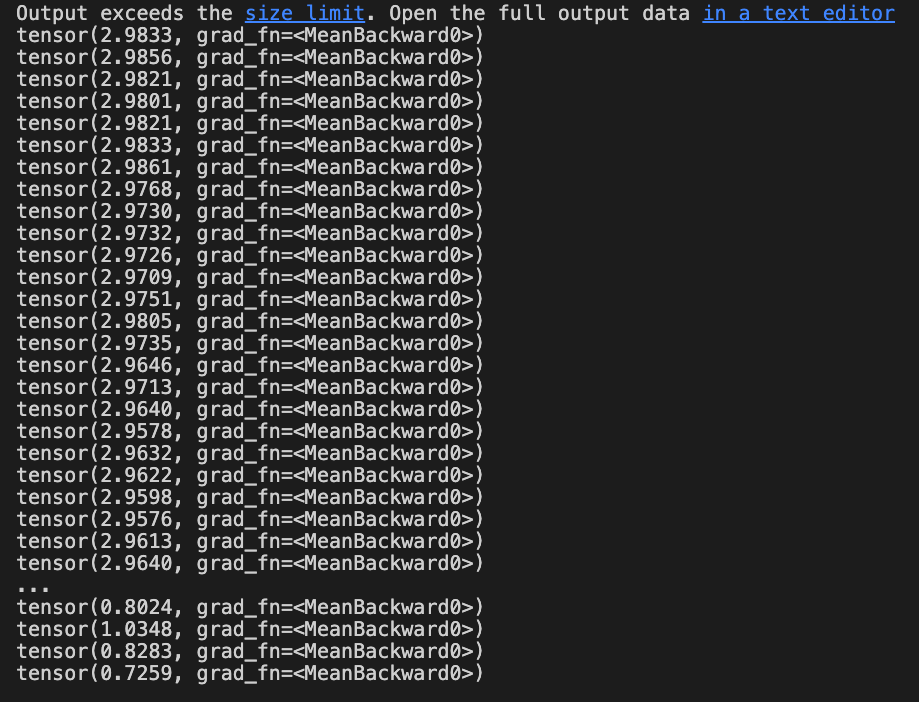 Output exceeds the size limit. Open the full output data in a text editor
tensor(2.9833, grad_fn=<MeanBackward0>)
tensor(2.9856, grad_fn=<MeanBackward0>)
tensor(2.9821, grad_fn=<MeanBackward0>)
tensor(2.9801, grad_fn=<MeanBackward0>)
tensor(2.9821, grad_fn=<MeanBackward0>)
tensor(2.9833, grad_fn=<MeanBackward0>)
tensor(2.9861, grad_fn=<MeanBackward0>)
tensor(2.9768, grad_fn=<MeanBackward0>)
tensor(2.9730, grad_fn=<MeanBackward0>)
tensor(2.9732, grad_fn=<MeanBackward0>)
tensor(2.9726, grad_fn=<MeanBackward0>)
tensor(2.9709, grad_fn=<MeanBackward0>)
tensor(2.9751, grad_fn=<MeanBackward0>)
tensor(2.9805, grad_fn=<MeanBackward0>)
tensor(2.9735, grad_fn=<MeanBackward0>)
tensor(2.9646, grad_fn=<MeanBackward0>)
tensor(2.9713, grad_fn=<MeanBackward0>)
tensor(2.9640, grad_fn=<MeanBackward0>)
tensor(2.9578, grad_fn=<MeanBackward0>)
tensor(2.9632, grad_fn=<MeanBackward0>)
tensor(2.9622, grad_fn=<MeanBackward0>)
tensor(2.9598, grad_fn=<MeanBackward0>)
tensor(2.9576, grad_fn=<MeanBackward0>)
tensor(2.9613, grad_fn=<MeanBackward0>)
tensor(2.9640, grad_fn=<MeanBackward0>)
...
tensor(0.8024, grad_fn=<MeanBackward0>)
tensor(1.0348, grad_fn=<MeanBackward0>)
tensor(0.8283, grad_fn=<MeanBackward0>)
tensor(0.7259, grad_fn=<MeanBackward0>)